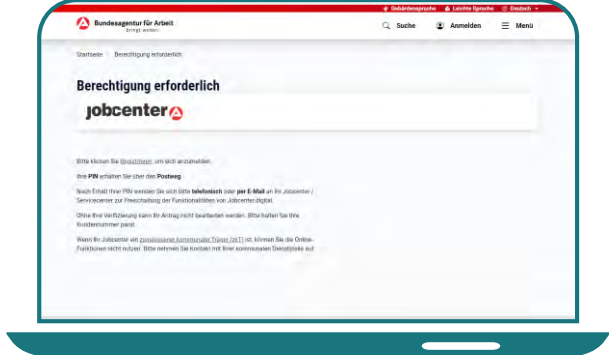 Gebärdensprache Leichte Sprache Deutsch
Bundesagentur für Arbeit
bringt weiter.
Suche Anmelden Menü
Startseite Berechtigung erforderlich
Berechtigung erforderlich
jobcenter
Bitte klicken Sie Registrieren, um sich anzumelden.
Ihre PIN erhalten Sie über den Postweg.
Nach Erhalt Ihrer PIN wenden Sie sich bitte telefonisch oder per E-Mail an Ihr Jobcenter /
Servicecenter zur Freischaltung der Funktionalitäten von Jobcenter.digital.
Ohne Ihre Verifizierung kann Ihr Antrag nicht bearbeitet werden. Bitte halten Sie Ihre
Kundennummer parat.
Wenn Ihr Jobcenter ein zugelassener kommunaler Träger (zkT) ist, können Sie die Online-
Funktionen nicht nutzen. Bitte nehmen Sie Kontakt mit Ihrer kommunalen Dienststelle auf.